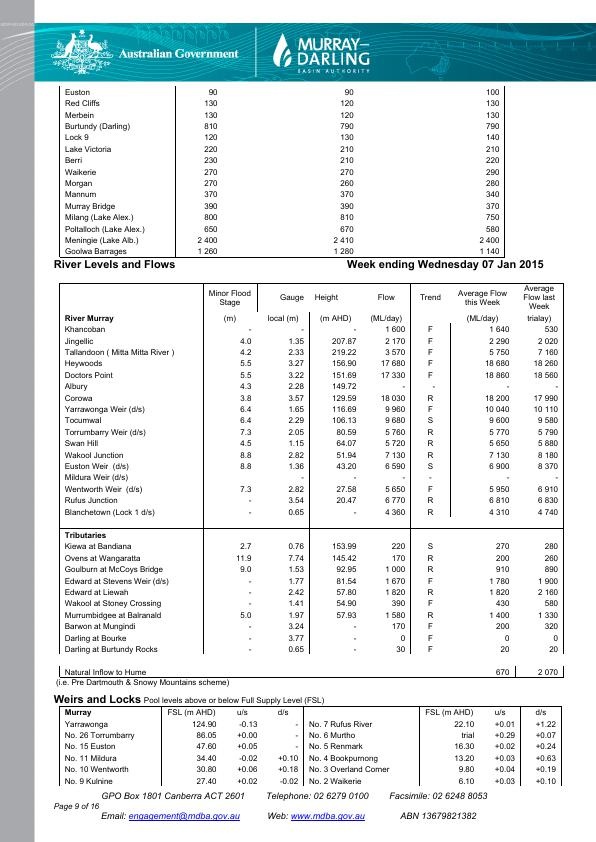 Australian Government
MURRAY–
DARLING
BASIN AUTHORITY
Euston 90 90 100
Red Cliffs 130 120 130
Merbein 130 120 130
Burtundy (Darling) 810 790 790
Lock 9 120 130 140
Lake Victoria 220 210 210
Berri 230 210 220
Waikerie 270 270 290
Morgan 270 260 280
Mannum 370 370 340
Murray Bridge 390 390 370
Milang (Lake Alex.) 800 810 750
Poltalloch (Lake Alex.) 650 670 580
Meningie (Lake Alb.) 2 400 2 410 2 400
Goolwa Barrages 1 260 1 280 1 140
River Levels and Flows Week ending Wednesday 07 Jan 2015
Minor Flood Stage Gauge Height Flow Trend Average Flow this Week Average Flow last Week
River Murray (m) local (m) (m AHD) (ML/day) (ML/day) trialay)
Khancoban - - - 1 600 F 1 640 530
Jingellic 4.0 1.35 207.87 2 170 F 2 290 2 020
Tallandoon ( Mitta Mitta River ) 4.2 2.33 219.22 3 570 F 5 750 7 160
Heywoods 5.5 3.27 156.90 17 680 F 18 680 18 260
Doctors Point 5.5 3.22 151.69 17 330 F 18 860 18 560
Albury 4.3 2.28 149.72 - - - -
Corowa 3.8 3.57 129.59 18 030 R 18 200 17 990
Yarrawonga Weir (d/s) 6.4 1.65 116.69 9 960 F 10 040 10 110
Tocumwal 6.4 2.29 106.13 9 680 S 9 600 9 580
Torrumbarry Weir (d/s) 7.3 2.05 80.59 5 760 R 5 770 5 790
Swan Hill 4.5 1.15 64.07 5 720 R 5 650 5 880
Wakool Junction 8.8 2.82 51.94 7 130 R 7 130 8 180
Euston Weir (d/s) 8.8 1.36 43.20 6 590 S 6 900 8 370
Mildura Weir (d/s) - - - - - -
Wentworth Weir (d/s) 7.3 2.82 27.58 5 650 F 5 950 6 910
Rufus Junction - 3.54 20.47 6 770 R 6 810 6 830
Blanchetown (Lock 1 d/s) - 0.65 - 4 360 R 4 310 4 740
Tributaries
Kiewa at Bandiana 2.7 0.76 153.99 220 S 270 280
Ovens at Wangaratta 11.9 7.74 145.42 170 R 200 260
Goulburn at McCoys Bridge 9.0 1.53 92.95 1 000 R 910 890
Edward at Stevens Weir (d/s) - 1.77 81.54 1 670 F 1 780 1 900
Edward at Liewah - 2.42 57.80 1 820 R 1 820 2 160
Wakool at Stoney Crossing - 1.41 54.90 390 F 430 580
Murrumbidgee at Balranald 5.0 1.97 57.93 1 580 R 1 400 1 330
Barwon at Mungindi - 3.24 - 170 F 200 320
Darling at Bourke - 3.77 - 0 F 0 0
Darling at Burtundy Rocks - 0.65 - 30 F 20 20
Natural Inflow to Hume 670 2 070
(i.e. Pre Dartmouth & Snowy Mountains scheme)
Weirs and Locks Pool levels above or below Full Supply Level (FSL)
Murray FSL (m AHD) u/s d/s FSL (m AHD) u/s d/s
Yarrawonga 124.90 -0.13 - No. 7 Rufus River 22.10 +0.01 +1.22
No. 26 Torrumbarry 86.05 +0.00 - No. 6 Murtho trial +0.29 +0.07
No. 15 Euston 47.60 +0.05 - No. 5 Renmark 16.30 +0.02 +0.24
No. 11 Mildura 34.40 -0.02 +0.10 No. 4 Bookpurnong 13.20 +0.03 +0.63
No. 10 Wentworth 30.80 +0.06 +0.18 No. 3 Overland Corner 9.80 +0.04 +0.19
No. 9 Kulnine 27.40 +0.02 -0.02 No. 2 Waikerie 6.10 +0.03 +0.10
GPO Box 1801 Canberra ACT 2601 Telephone: 02 6279 0100 Facsimile: 02 6248 8053
Page 9 of 16
Email: engagement@mdba.gov.au Web: www.mdba.gov.au ABN 13679821382